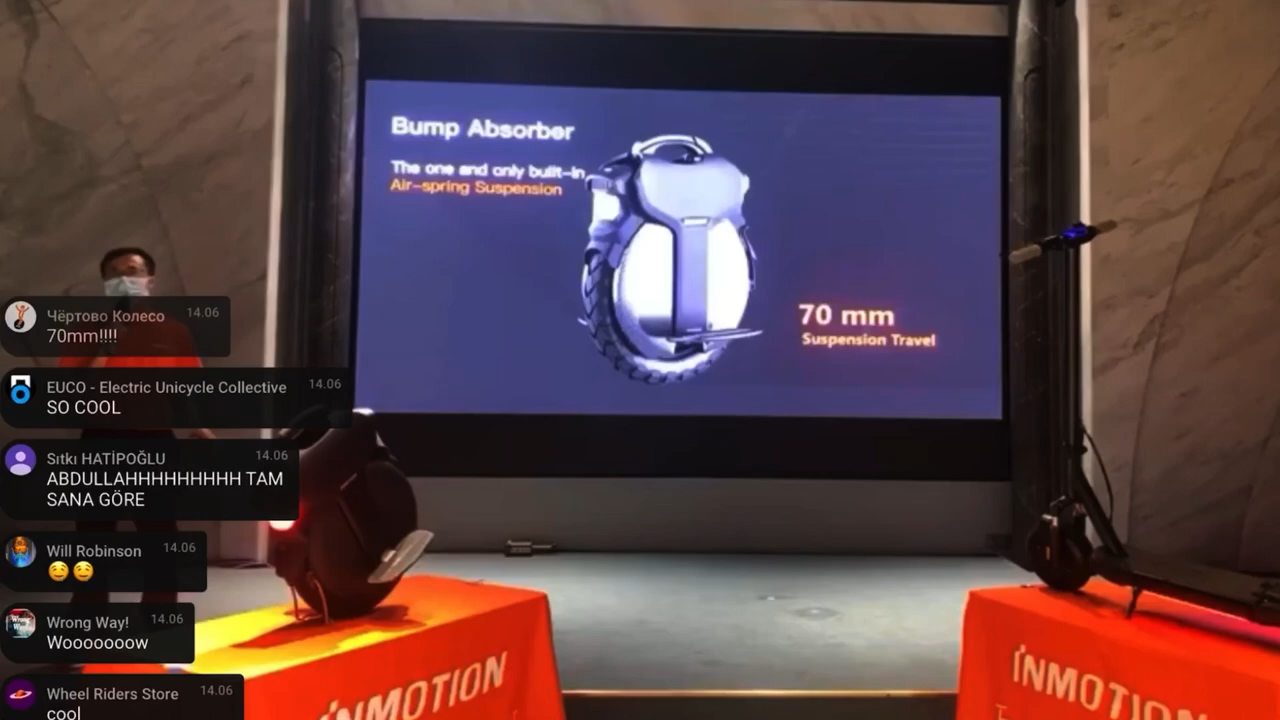 Bump Absorber
The one and only built-in
Air-spring Suspension
70 mm
Suspension Travel
Чёртово Колесо 14.06
70mm!!!!
EUCO - Electric Unicycle Collective 14.06
SO COOL
Sıtkı HATİPOĞLU 14.06
ABDULLAHHHHHHHHH TAM
SANA GÖRE
Will Robinson 14.06
Wrong Way! 14.06
Wooooooow
Wheel Riders Store 14.06
cool
INMOTION
INMOTION